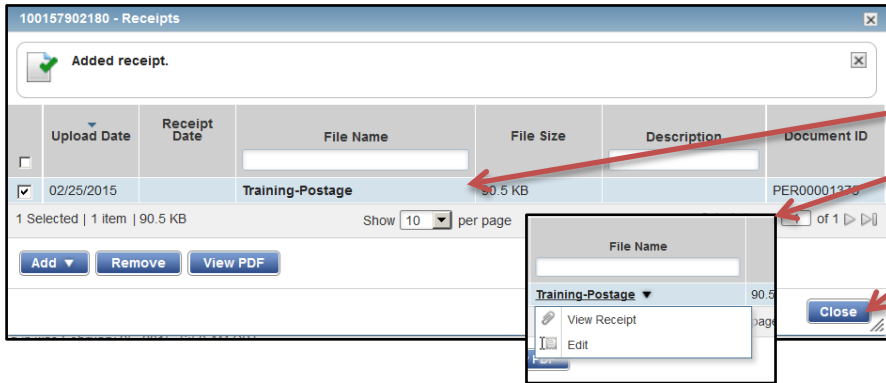 100157902180 - Receipts
Added receipt.
Upload Date Receipt Date File Name File Size Description Document ID
02/25/2015 Training-Postage 90.5 KB
1 Selected | 1 item | 90.5 KB Show 10 per page of 1
Add Remove View PDF
Close
File Name
Training-Postage 90.5
View Receipt
Edit